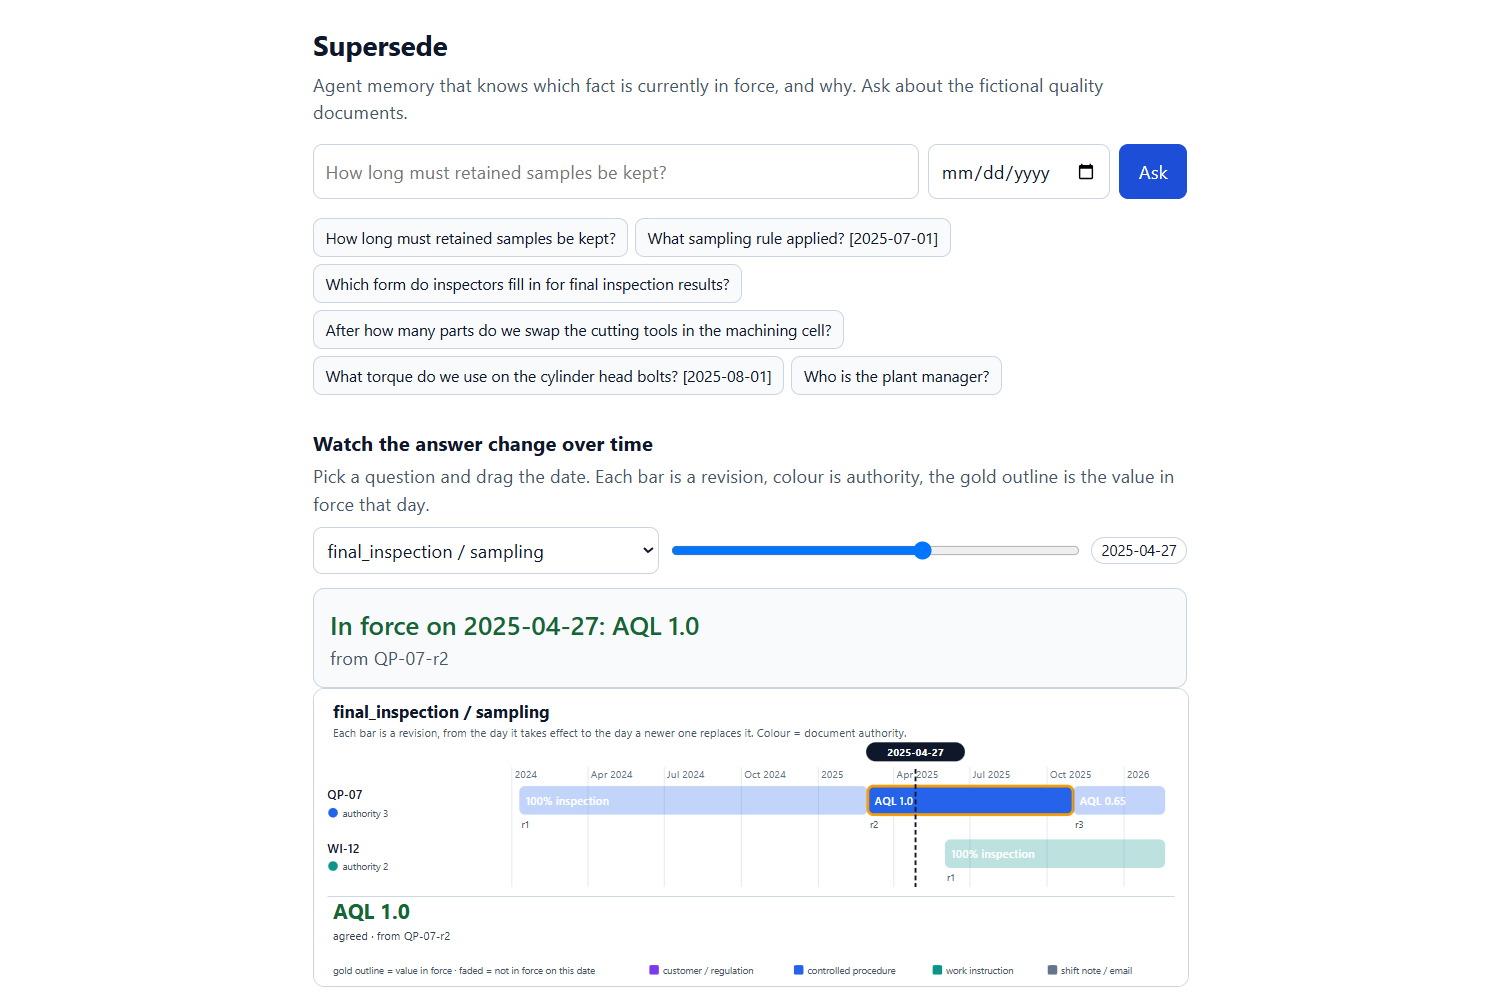 Supersede
Agent memory that knows which fact is currently in force, and why. Ask about the fictional quality
documents.
How long must retained samples be kept?
mm/dd/yyyy
Ask
How long must retained samples be kept?
What sampling rule applied? [2025-07-01]
Which form do inspectors fill in for final inspection results?
After how many parts do we swap the cutting tools in the machining cell?
What torque do we use on the cylinder head bolts? [2025-08-01]
Who is the plant manager?
Watch the answer change over time
Pick a question and drag the date. Each bar is a revision, colour is authority, the gold outline is the value in
force that day.
final_inspection / sampling
2025-04-27
In force on 2025-04-27: AQL 1.0
from QP-07-r2
final_inspection / sampling
Each bar is a revision, from the day it takes effect to the day a newer one replaces it. Colour = document authority.
2025-04-27
2024
Apr 2024
Jul 2024
Oct 2024
2025
Apr 2025
Jul 2025
Oct 2025
2026
QP-07
authority 3
100% inspection
AQL 1.0
AQL 0.65
r1
r2
r3
WI-12
authority 2
100% inspection
r1
AQL 1.0
agreed · from QP-07-r2
gold outline = value in force · faded = not in force on this date
customer / regulation
controlled procedure
work instruction
shift note / email